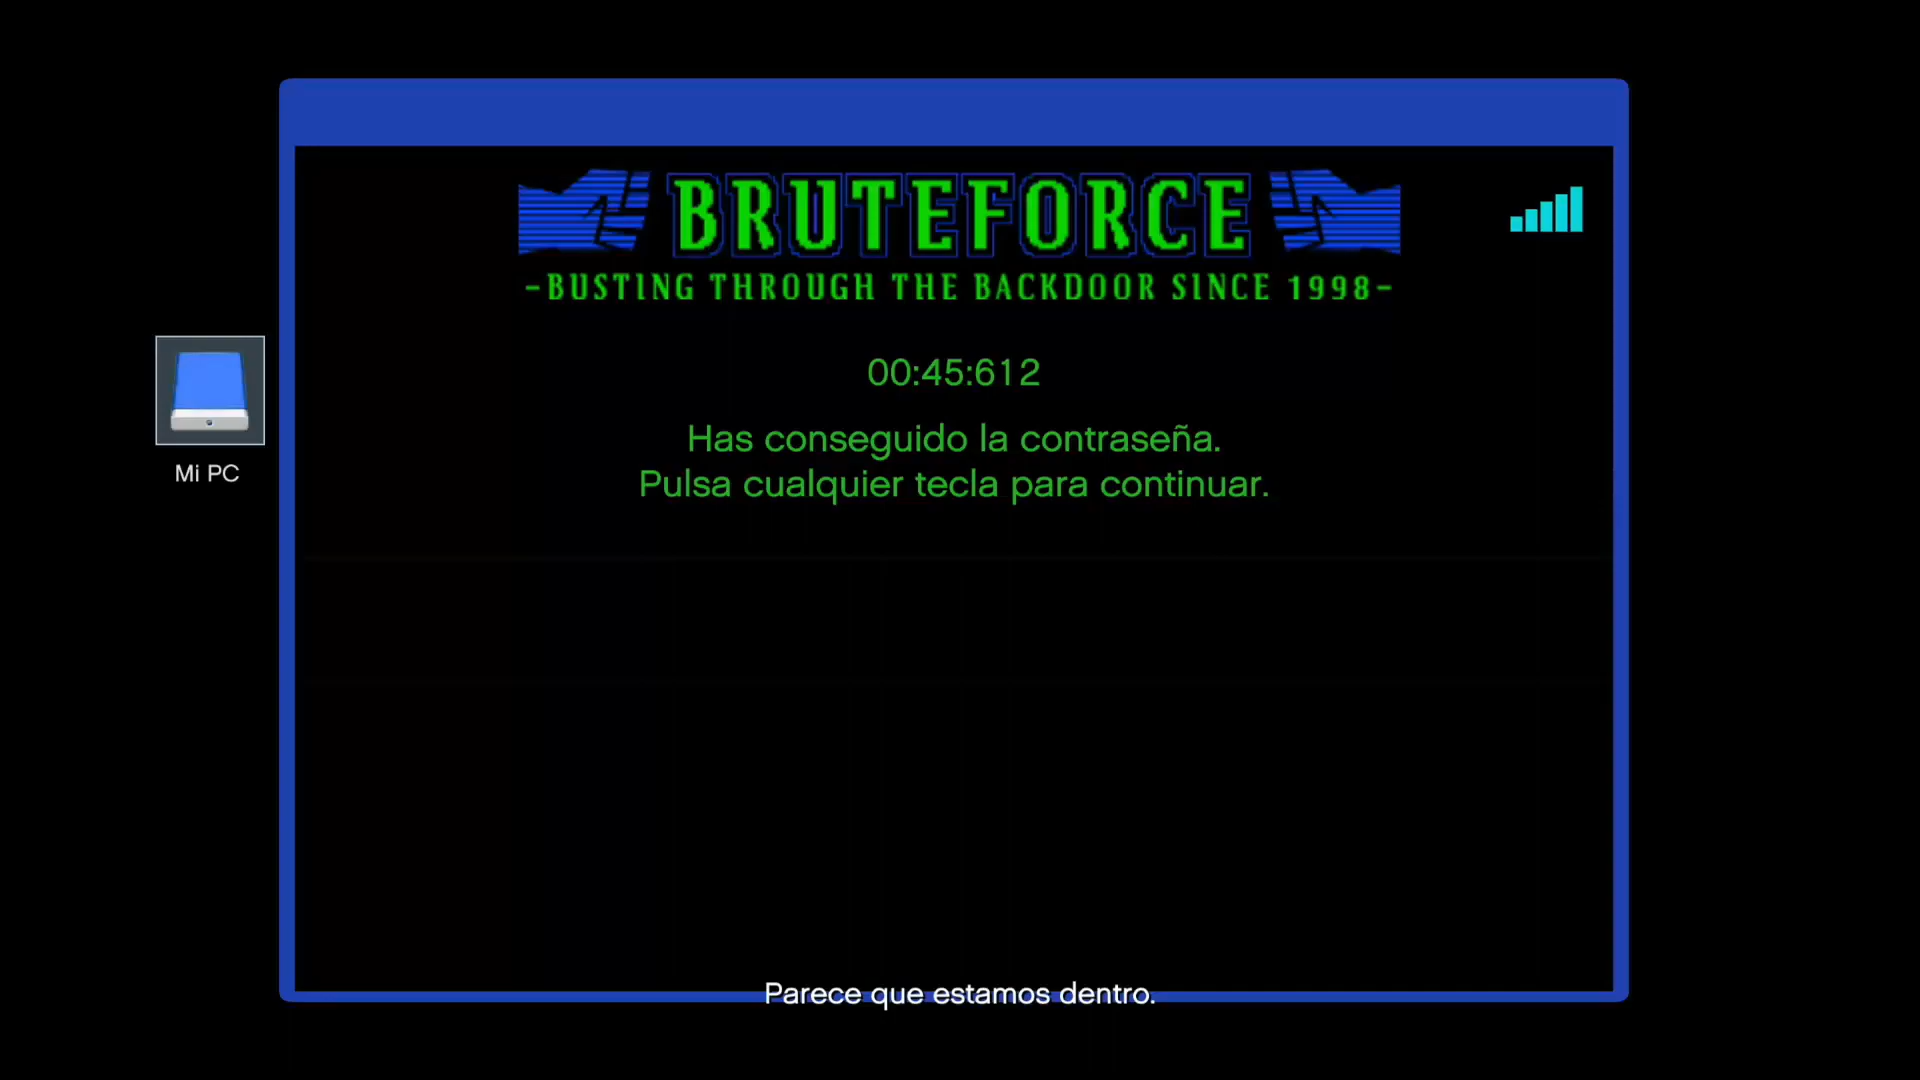 BRUTEFORCE
-BUSTING THROUGH THE BACKDOOR SINCE 1998-
00:45:612
Has conseguido la contraseña.
Pulsa cualquier tecla para continuar.
Mi PC
Parece que estamos dentro.